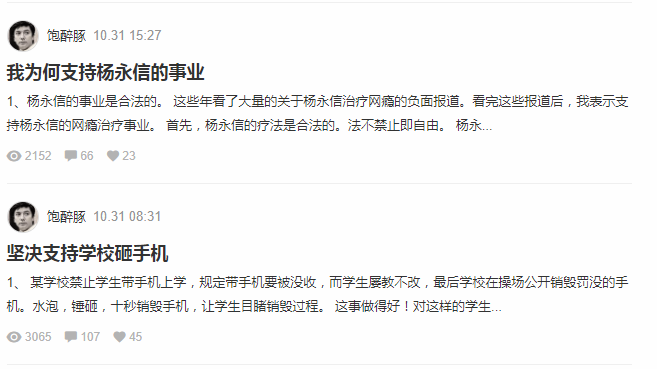 饱醉豚 10.31 15:27
我为何支持杨永信的事业
1、杨永信的事业是合法的。 这些年看了大量的关于杨永信治疗网瘾的负面报道。看完这些报道后，我表示支
持杨永信的网瘾治疗事业。 首先，杨永信的疗法是合法的。法不禁止即自由。 杨永...
2152 66 23
饱醉豚 10.31 08:31
坚决支持学校砸手机
1、 某学校禁止学生带手机上学，规定带手机要被没收，而学生屡教不改，最后学校在操场公开销毁罚没的手
机。水泡，锤砸，十秒销毁手机，让学生目睹销毁过程。 这事做得好！对这样的学生...
3065 107 45